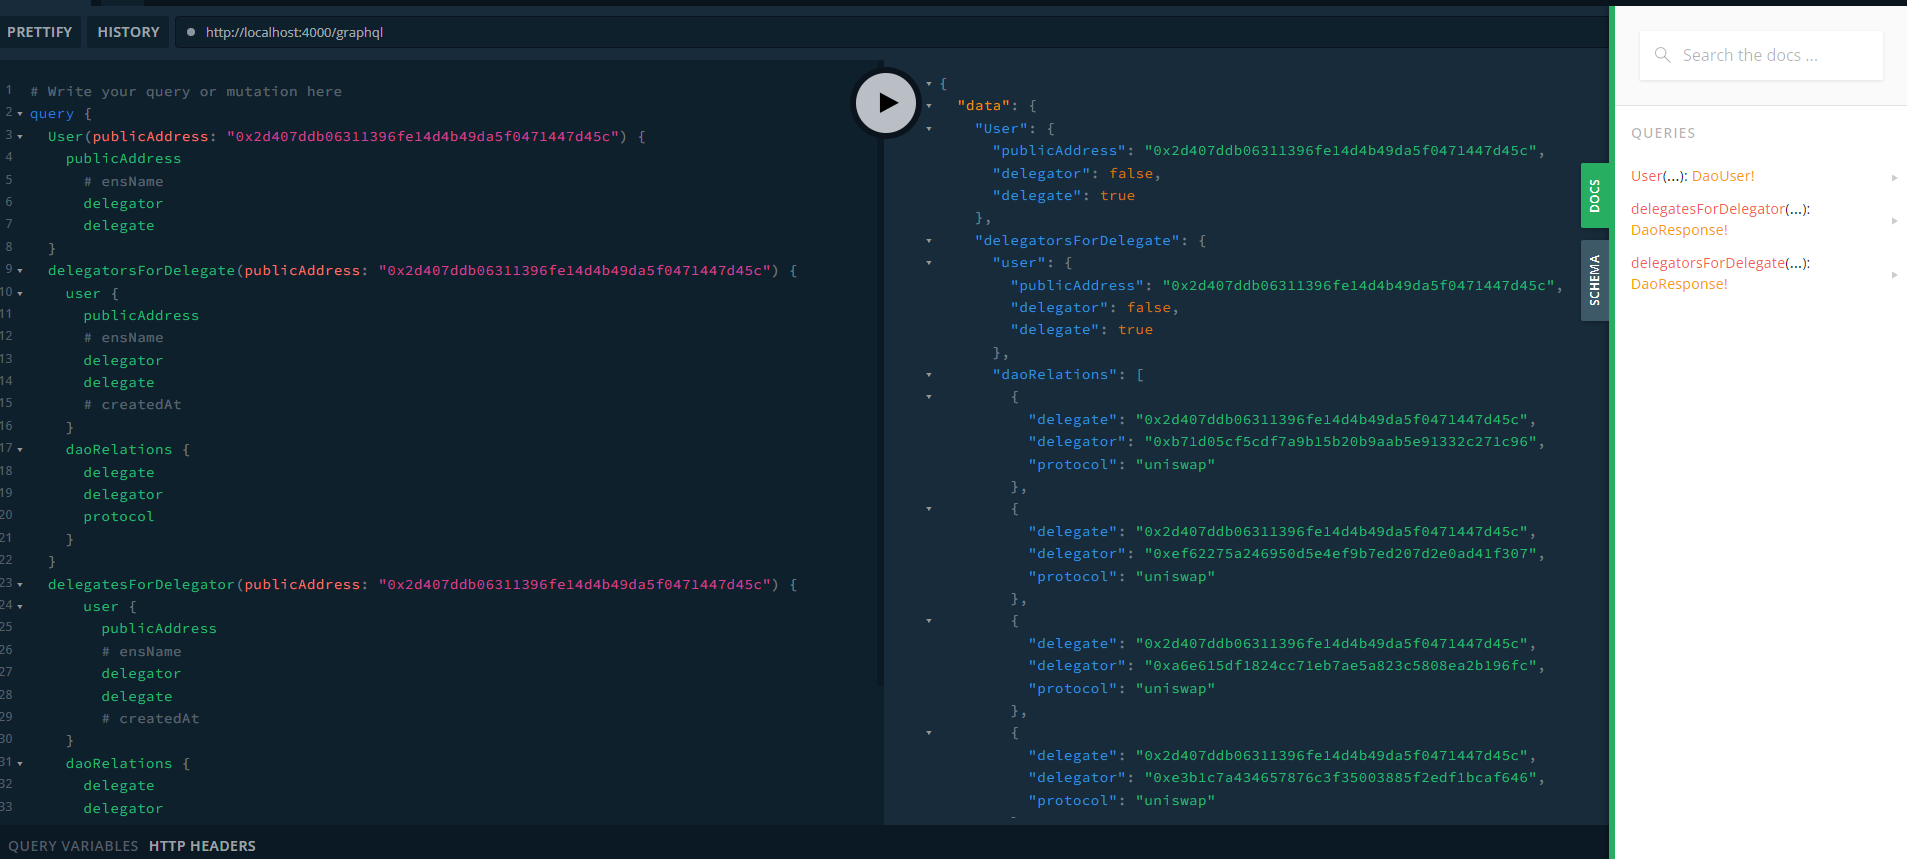 PRETTIFY
HISTORY
http://localhost:4000/graphql
1 # Write your query or mutation here
2 query {
3 User(publicAddress: "0x2d407ddb06311396fe14d4b49da5f0471447d45c") {
4 publicAddress
5 # ensName
6 delegator
7 delegate
8 }
9 delegatorsForDelegate(publicAddress: "0x2d407ddb06311396fe14d4b49da5f0471447d45c") {
10 user {
11 publicAddress
12 # ensName
13 delegator
14 delegate
15 # createdAt
16 }
17 daoRelations {
18 delegate
19 delegator
20 protocol
21 }
22 }
23 delegatesForDelegator(publicAddress: "0x2d407ddb06311396fe14d4b49da5f0471447d45c") {
24 user {
25 publicAddress
26 # ensName
27 delegator
28 delegate
29 # createdAt
30 }
31 daoRelations {
32 delegate
33 delegator
QUERY VARIABLES
HTTP HEADERS
{
"data": {
"User": {
"publicAddress": "0x2d407ddb06311396fe14d4b49da5f0471447d45c",
"delegator": false,
"delegate": true
},
"delegatorsForDelegate": {
"user": {
"publicAddress": "0x2d407ddb06311396fe14d4b49da5f0471447d45c",
"delegator": false,
"delegate": true
},
"daoRelations": [
{
"delegate": "0x2d407ddb06311396fe14d4b49da5f0471447d45c",
"delegator": "0xb71d05cf5cdf7a9b15b20b9aab5e91332c271c96",
"protocol": "uniswap"
},
{
"delegate": "0x2d407ddb06311396fe14d4b49da5f0471447d45c",
"delegator": "0xef62275a246950d5e4ef9b7ed207d2e0ad41f307",
"protocol": "uniswap"
},
{
"delegate": "0x2d407ddb06311396fe14d4b49da5f0471447d45c",
"delegator": "0xa6e615df1824cc71eb7ae5a823c5808ea2b196fc",
"protocol": "uniswap"
},
{
"delegate": "0x2d407ddb06311396fe14d4b49da5f0471447d45c",
"delegator": "0xe3b1c7a434657876c3f35003885f2edf1bcaf646",
"protocol": "uniswap"
DOCS
SCHEMA
Search the docs ...
QUERIES
User(...): DaoUser!
delegatesForDelegator(...):
DaoResponse!
delegatorsForDelegate(...):
DaoResponse!